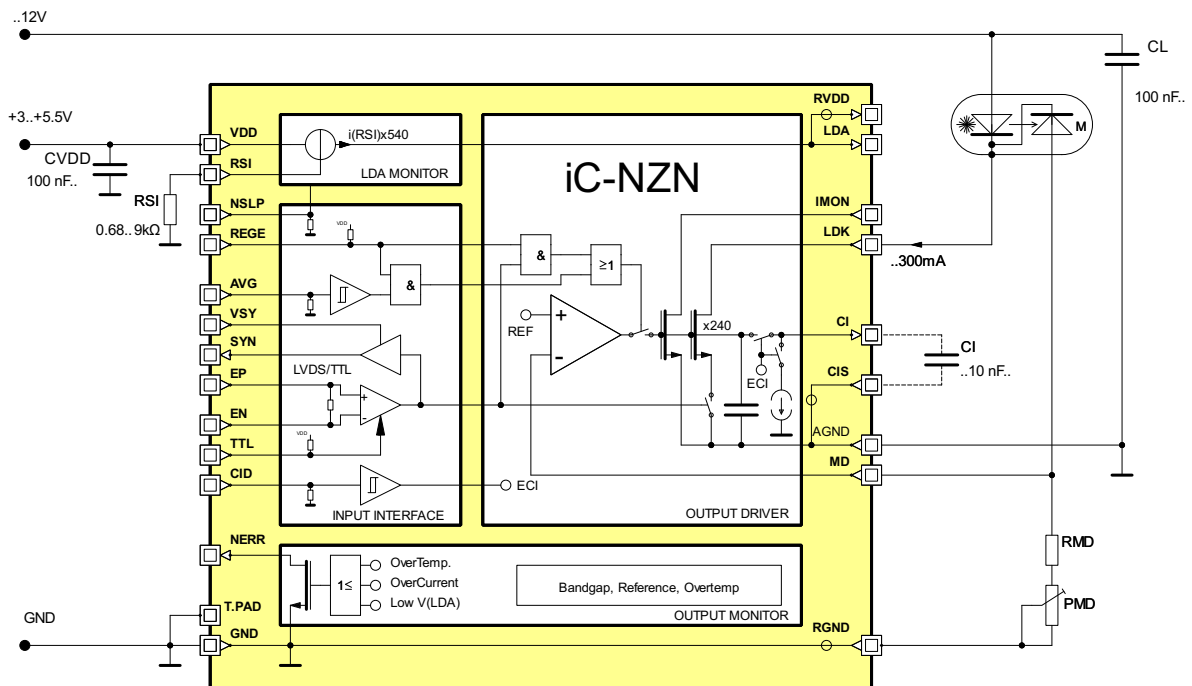 ..12V
CL
100 nF..
+3..+5.5V
CVDD
100 nF..
RSI
0.68..9kΩ
VDD
RSI
NSLP
REGE
AVG
VSY
SYN
EP
EN
TTL
CID
NERR
T.PAD
GND
GND
i(RSI)x540
LDA MONITOR
VDD
&
LVDS/TTL
+
-
VDD
INPUT INTERFACE
iC-NZN
&
≥1
REF
+
-
x240
ECI
ECI
OUTPUT DRIVER
RVDD
LDA
IMON
LDK
..300mA
CI
CIS
CI
..10 nF..
AGND
MD
M
RMD
PMD
RGND
1≤
OverTemp.
OverCurrent
Low V(LDA)
Bandgap, Reference, Overtemp
OUTPUT MONITOR